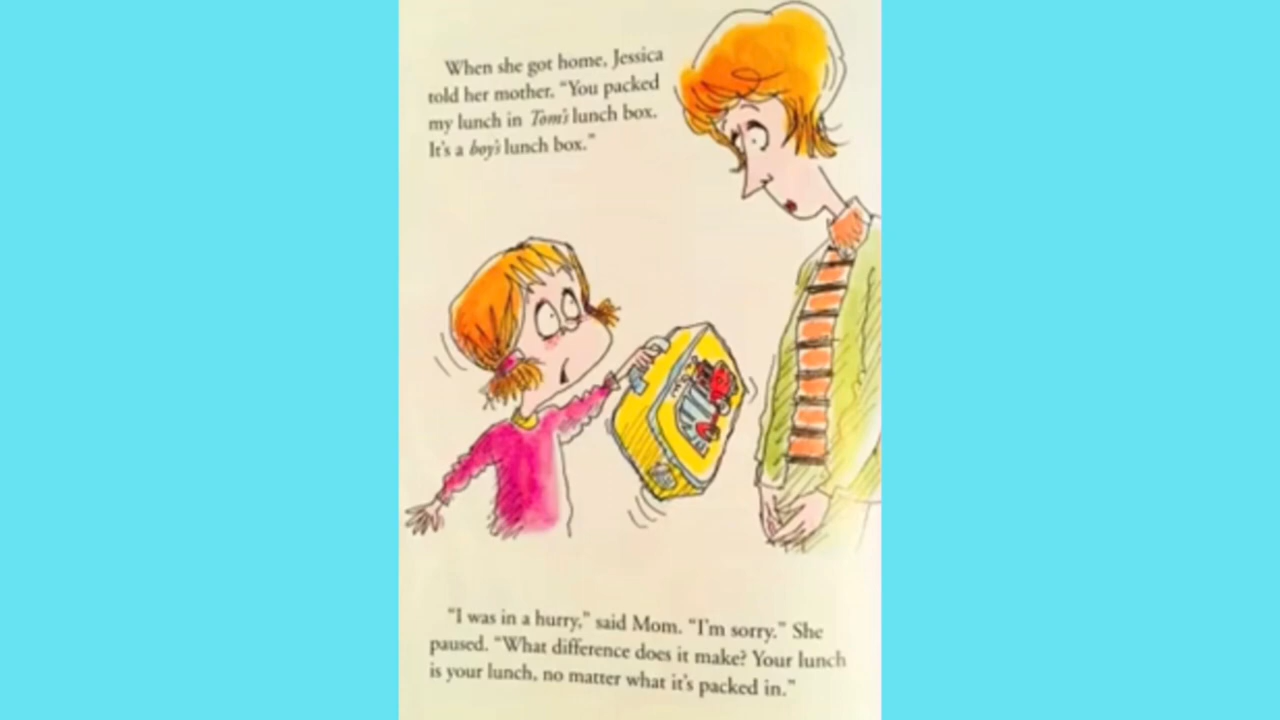 When she got home, Jessica
told her mother, "You packed
my lunch in Tom's lunch box.
It's a boy's lunch box."
"I was in a hurry," said Mom. "I'm sorry." She
paused. "What difference does it make? Your lunch
is your lunch, no matter what it's packed in."